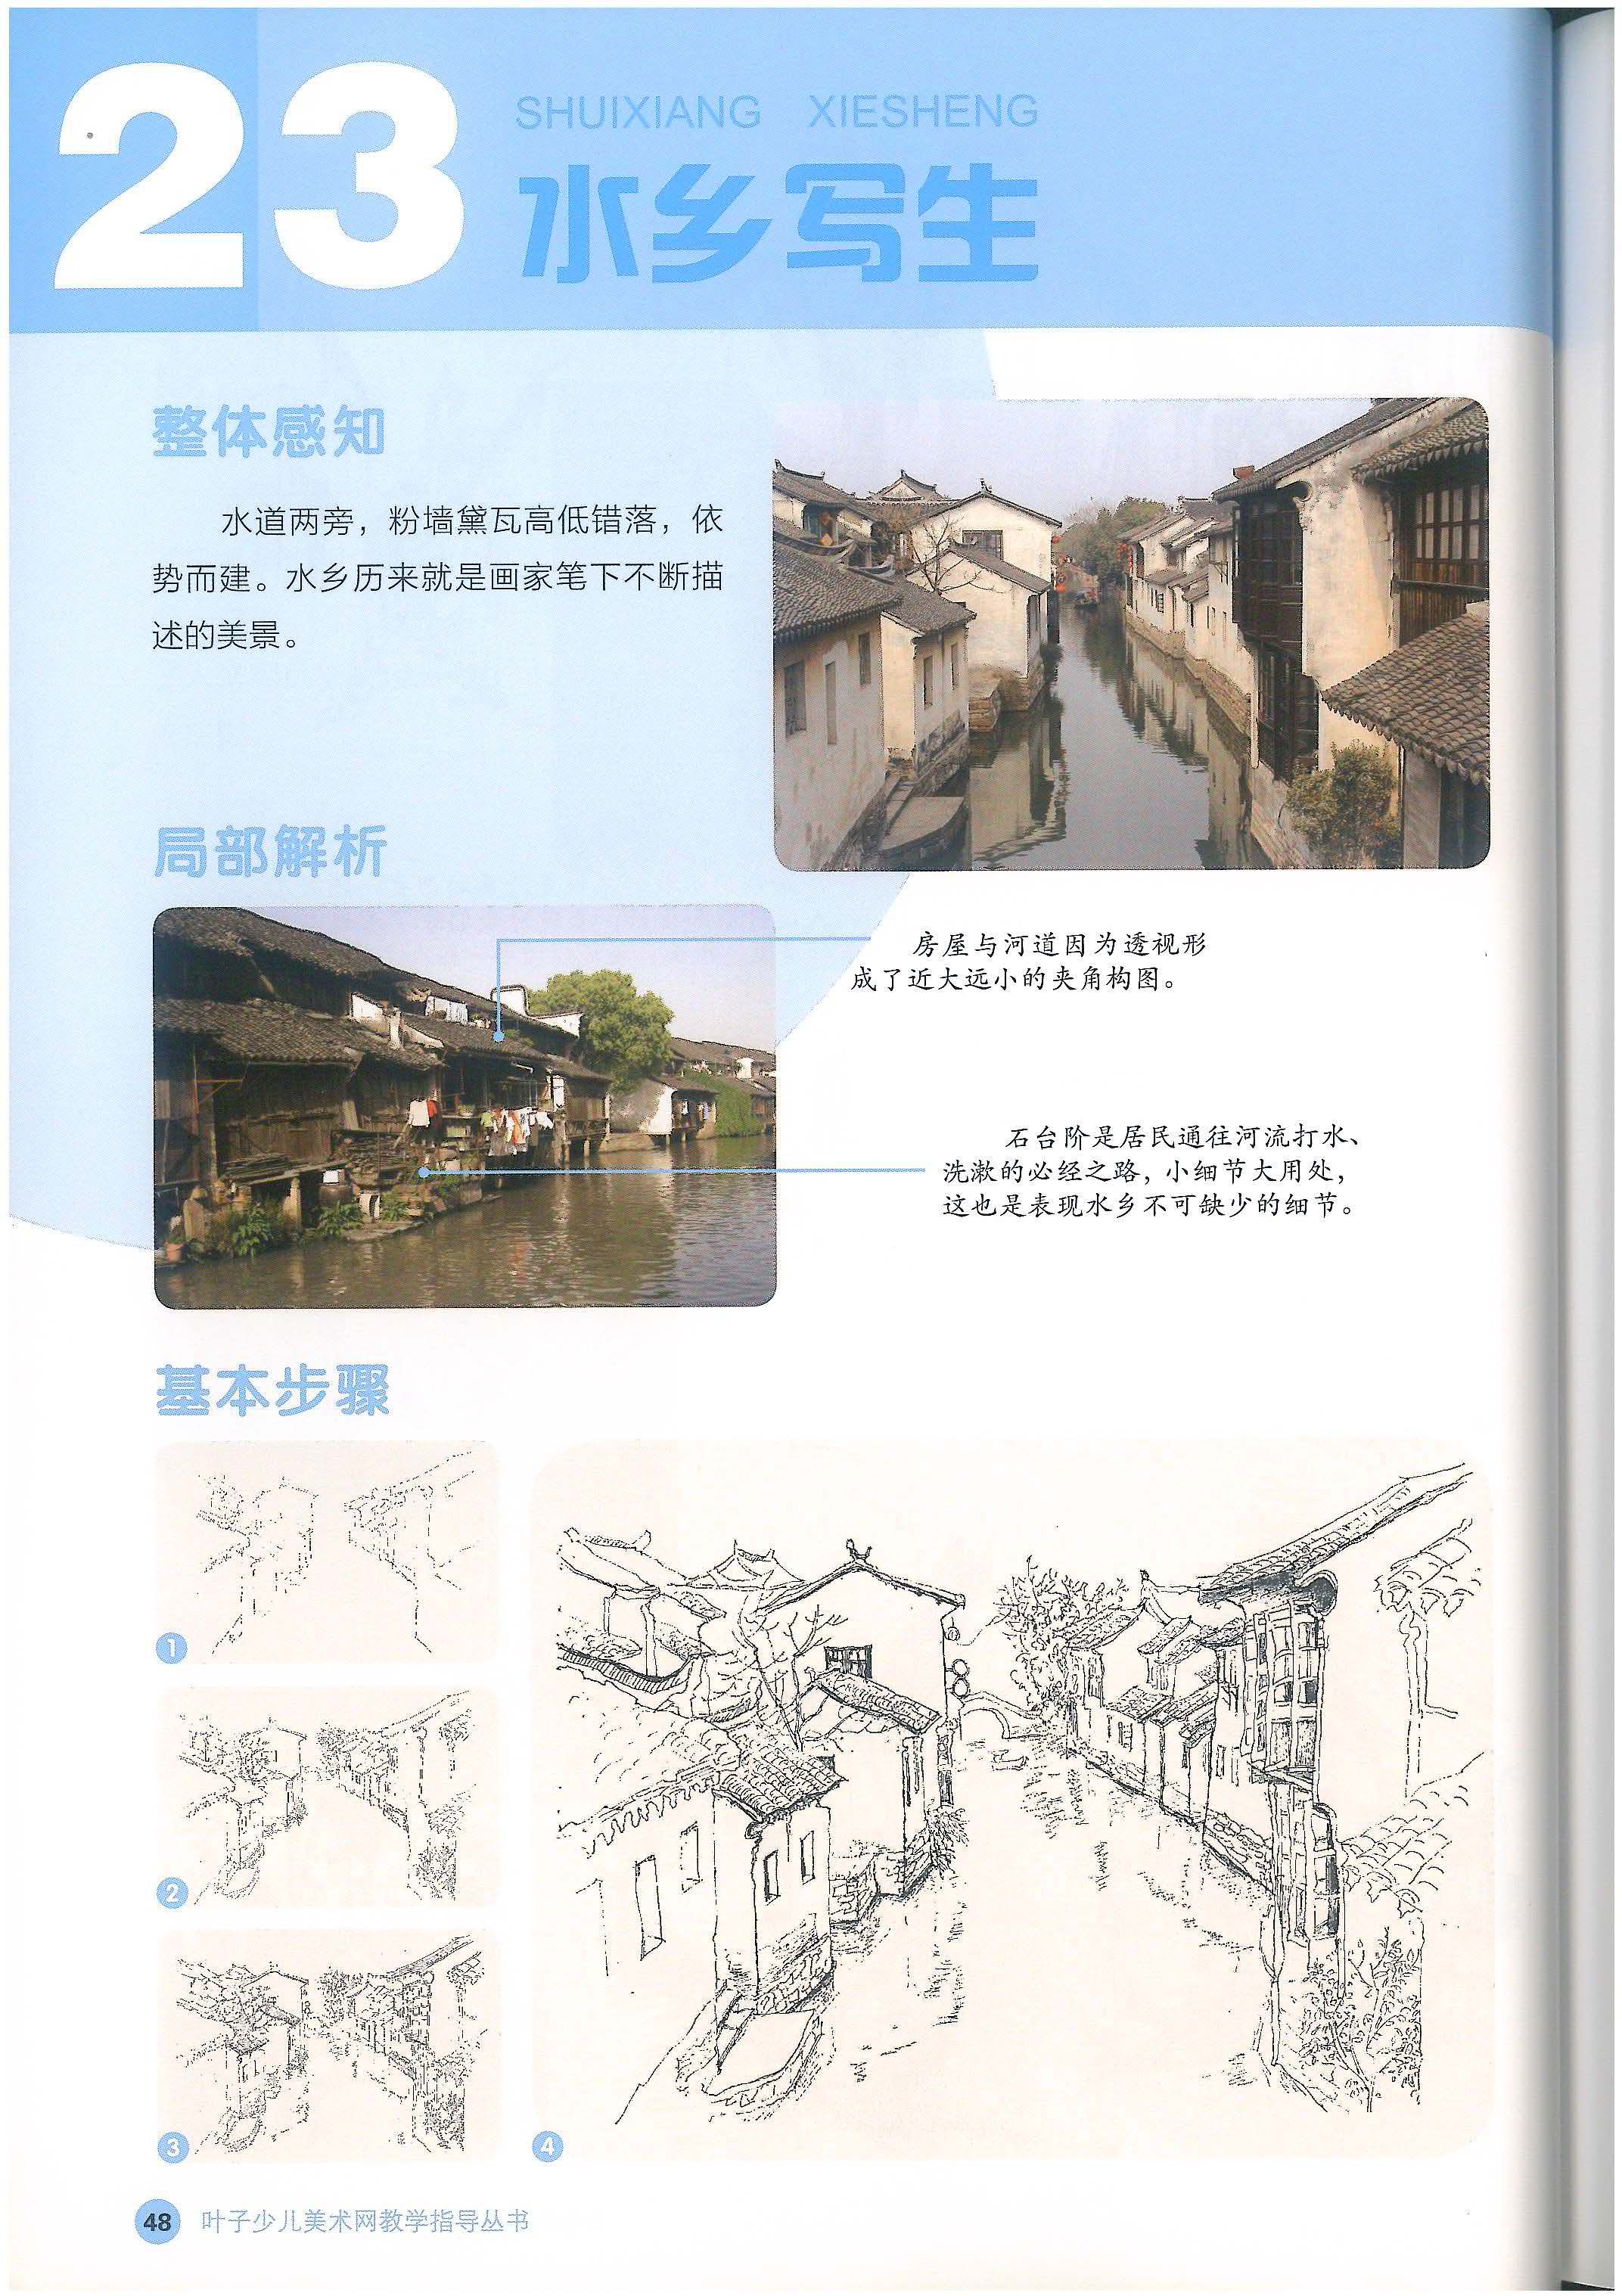 23
SHUIXIANG XIESHENG
水乡写生
整体感知
水道两旁，粉墙黛瓦高低错落，依
势而建。水乡历来就是画家笔下不断描
述的美景。
局部解析
房屋与河道因为透视形
成了近大远小的夹角构图。
石台阶是居民通往河流打水、
洗漱的必经之路，小细节大用处，
这也是表现水乡不可缺少的细节。
基本步骤
1
2
3
4
48 叶子少儿美术网教学指导丛书